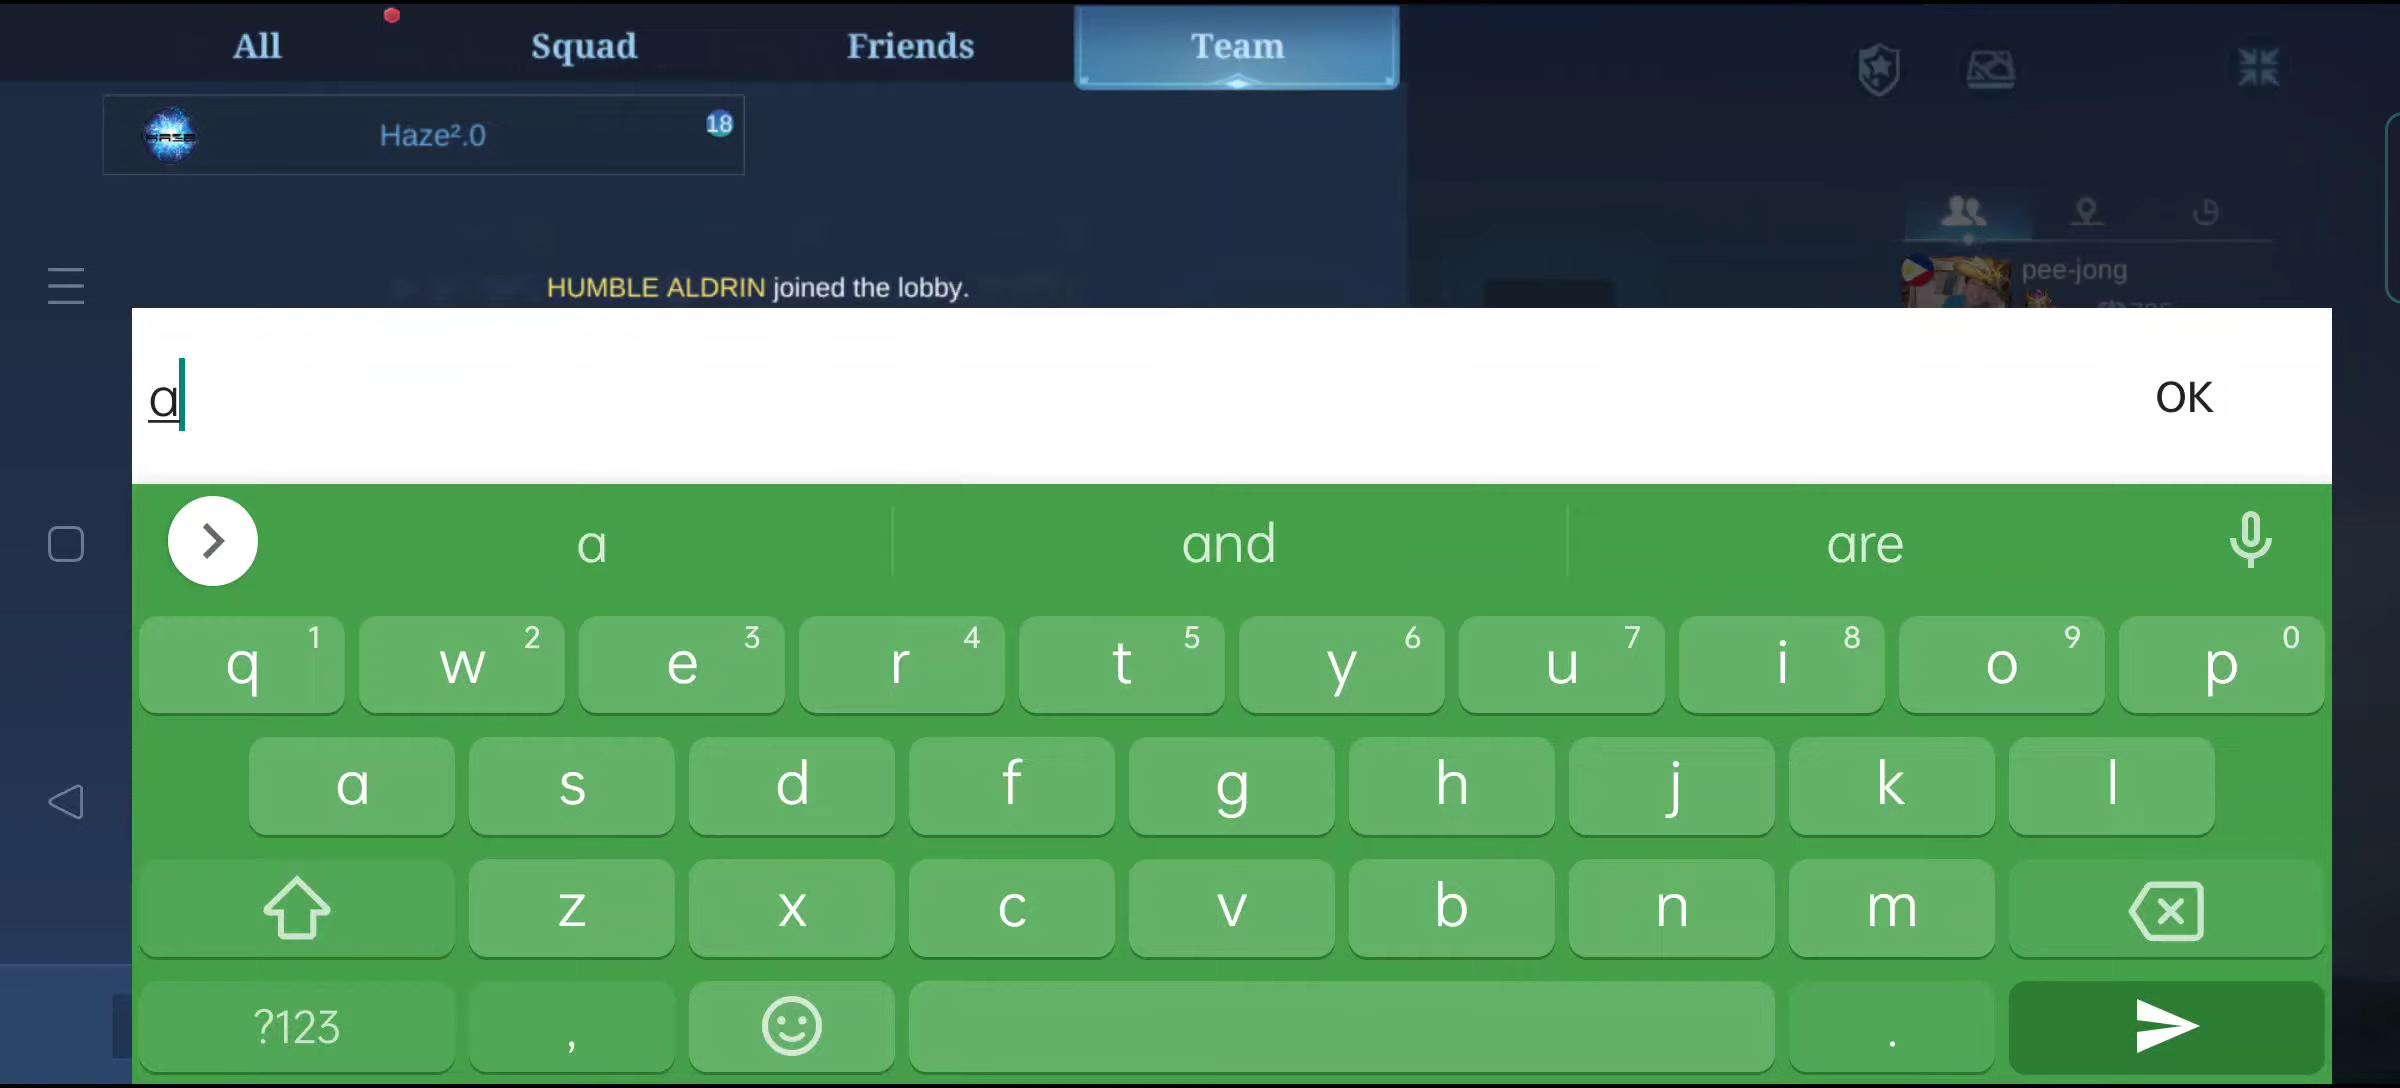 All Squad Friends Team
Haze².0 18
HUMBLE ALDRIN joined the lobby.
pee-jong
a OK
a and are
q 1 w 2 e 3 r 4 t 5 y 6 u 7 i 8 o 9 p 0
a s d f g h j k l
z x c v b n m
?123 , .